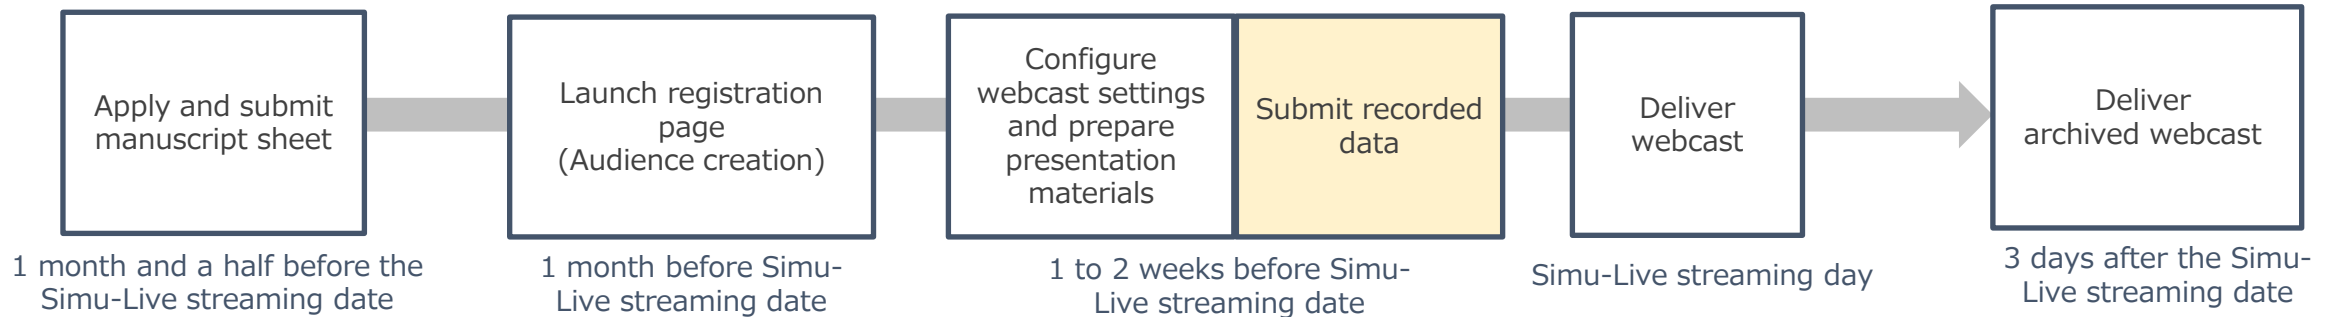 Apply and submit
manuscript sheet
1 month and a half before the
Simu-Live streaming date
Launch registration
page
(Audience creation)
1 month before Simu-
Live streaming date
Configure
webcast settings
and prepare
presentation
materials
Submit recorded
data
1 to 2 weeks before Simu-
Live streaming date
Deliver
webcast
Simu-Live streaming day
Deliver
archived webcast
3 days after the Simu-
Live streaming date